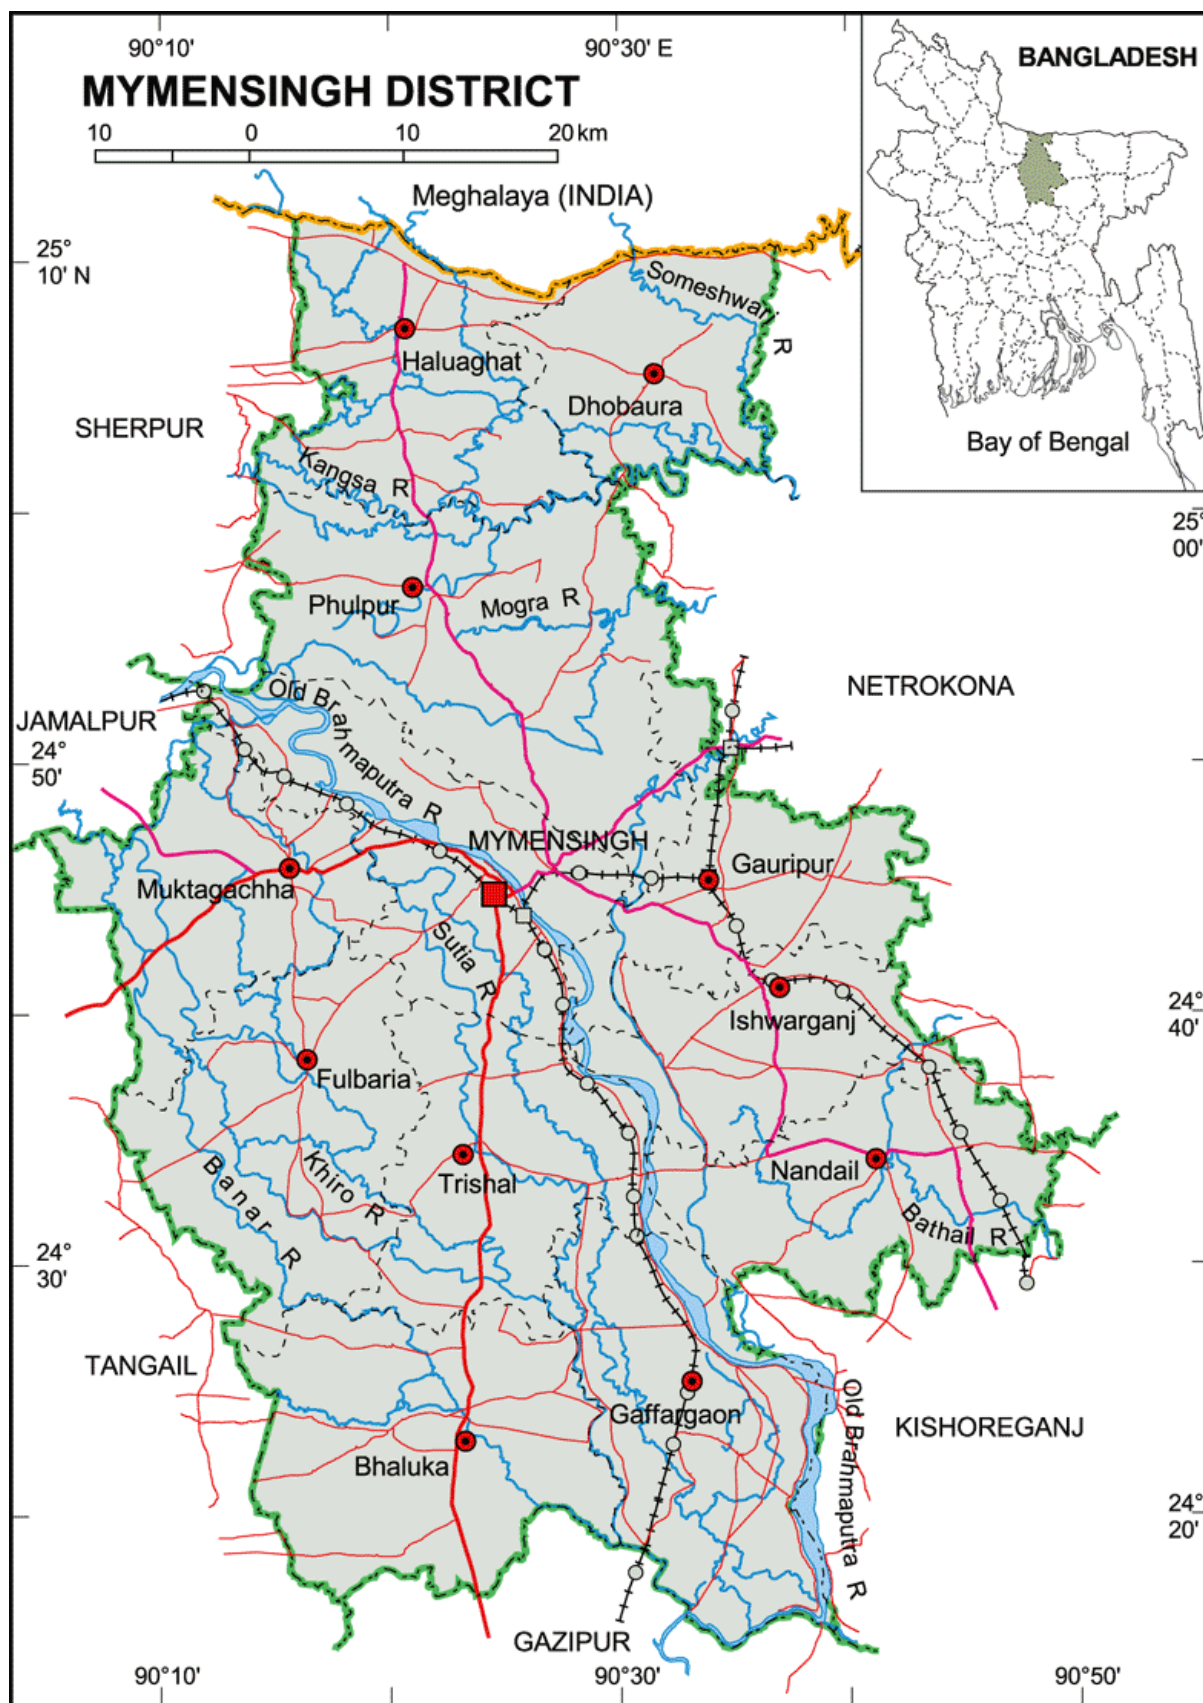 90°10'
90°30' E
MYMENSINGH DISTRICT
BANGLADESH
10 0 10 20 km
Meghalaya (INDIA)
25°
10' N
Someshwari R
Haluaghat
Dhobaura
SHERPUR
Bay of Bengal
Kangsa R
25°
00'
Phulpur
Mogra R
Old Brahmaputra R
NETROKONA
JAMALPUR
24°
50'
MYMENSINGH
Gauripur
Muktagachha
Sutia R
Ishwarganj
24°
40'
Fulbaria
Banar R
Khiro R
Trishal
Nandail
Bathail R
24°
30'
TANGAIL
Gaffargaon
Old Brahmaputra R
KISHOREGANJ
Bhaluka
24°
20'
GAZIPUR
90°10'
90°30'
90°50'